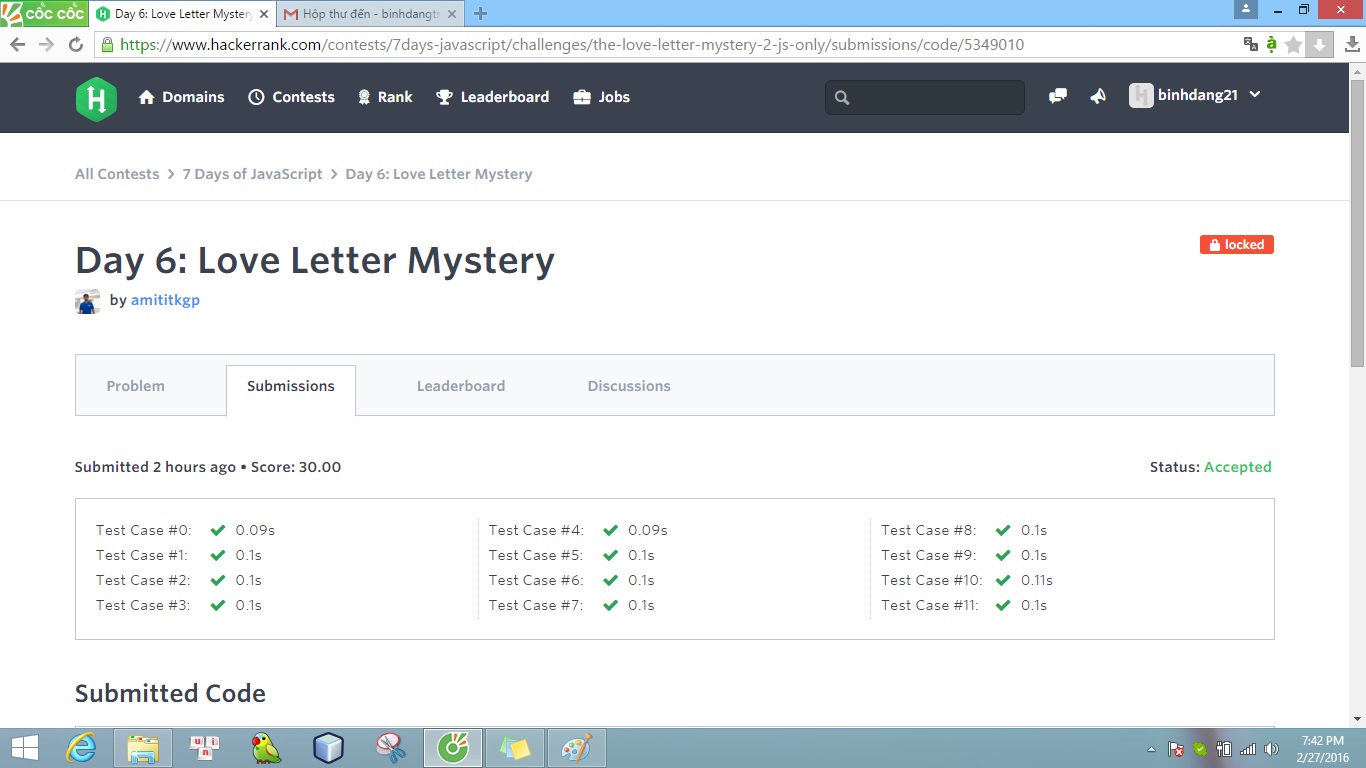 CỐC CỐC
Day 6: Love Letter Mystery
Hộp thư đến - binhdangtr
https://www.hackerrank.com/contests/7days-javascript/challenges/the-love-letter-mystery-2-js-only/submissions/code/5349010
H Domains Contests Rank Leaderboard Jobs binhdang21
All Contests > 7 Days of JavaScript > Day 6: Love Letter Mystery
Day 6: Love Letter Mystery
locked
by amititkgp
Problem Submissions Leaderboard Discussions
Submitted 2 hours ago • Score: 30.00 Status: Accepted
Test Case #0: 0.09s Test Case #4: 0.09s Test Case #8: 0.1s
Test Case #1: 0.1s Test Case #5: 0.1s Test Case #9: 0.1s
Test Case #2: 0.1s Test Case #6: 0.1s Test Case #10: 0.11s
Test Case #3: 0.1s Test Case #7: 0.1s Test Case #11: 0.1s
Submitted Code
7:42 PM
2/27/2016